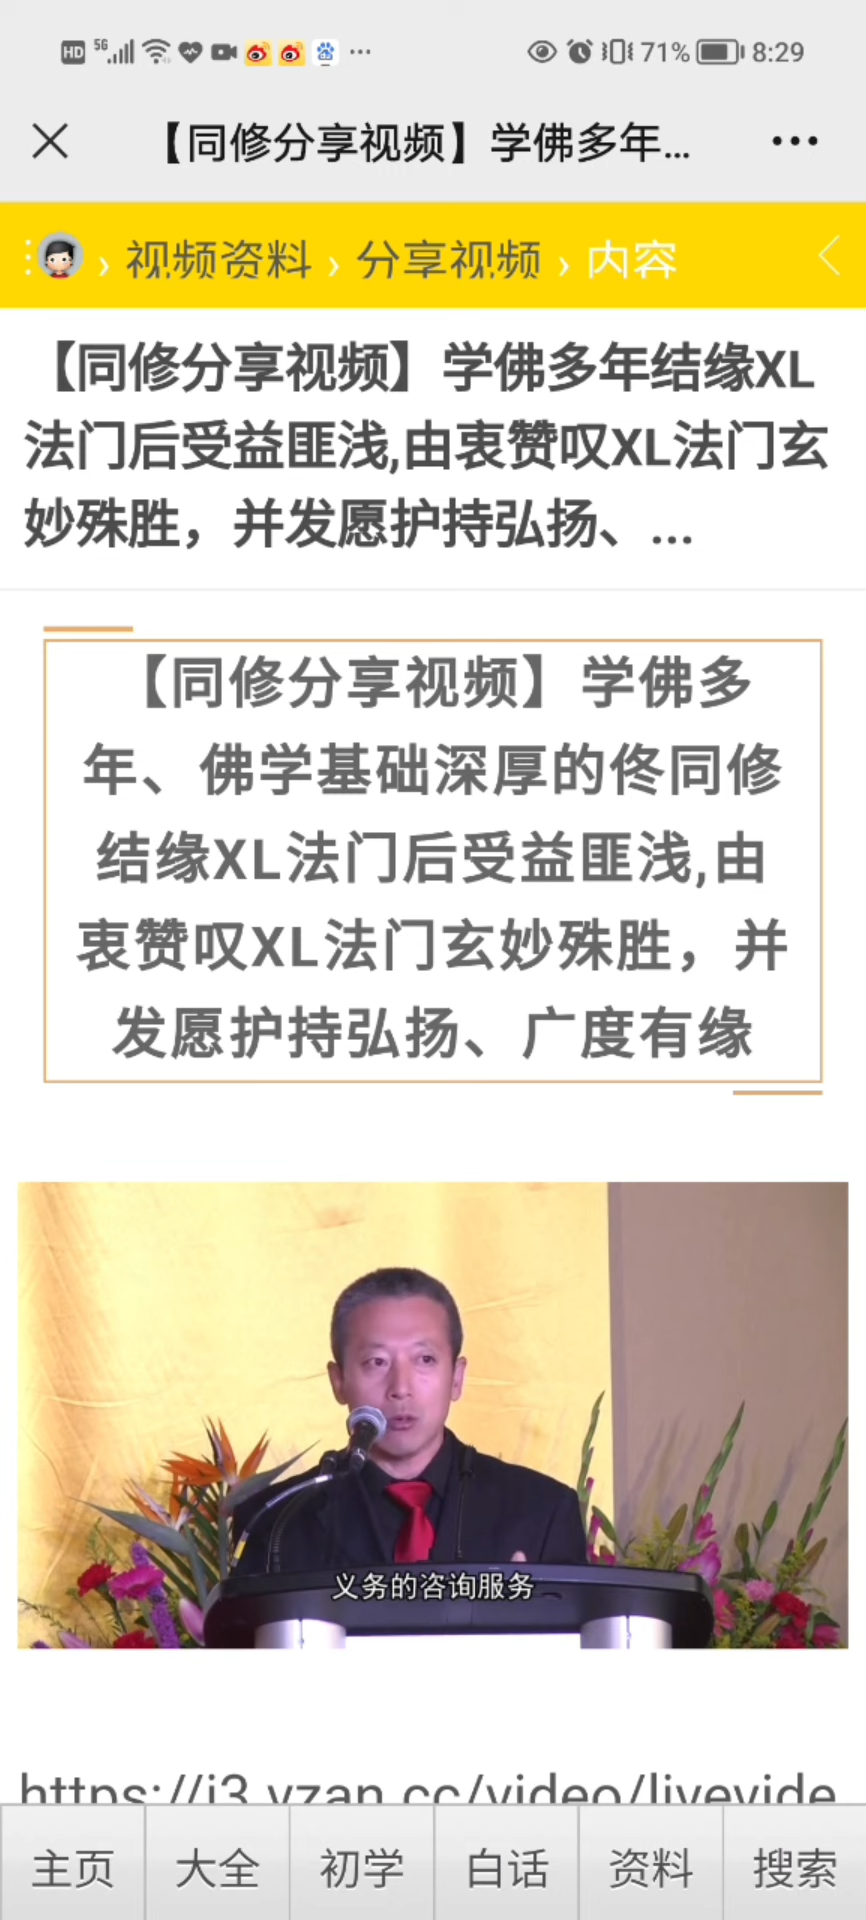 HD 5G ... 71% 8:29
【同修分享视频】学佛多年...
› 视频资料 › 分享视频 › 内容
【同修分享视频】学佛多年结缘XL
法门后受益匪浅,由衷赞叹XL法门玄
妙殊胜，并发愿护持弘扬、...
【同修分享视频】学佛多
年、佛学基础深厚的佟同修
结缘XL法门后受益匪浅,由
衷赞叹XL法门玄妙殊胜，并
发愿护持弘扬、广度有缘
义务的咨询服务
https://i3.vzan.cc/video/livevide
主页 大全 初学 白话 资料 搜索